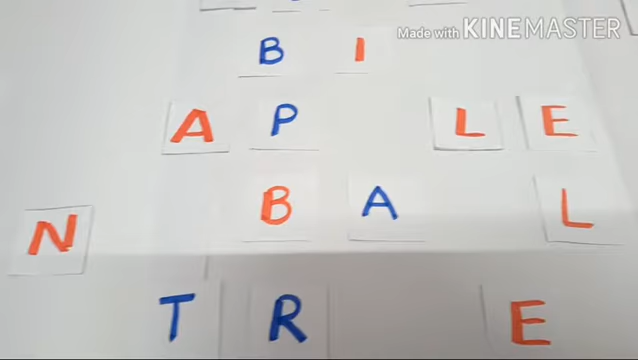 Made with KINEMASTER
B I
A P L E
N B A L
T R E